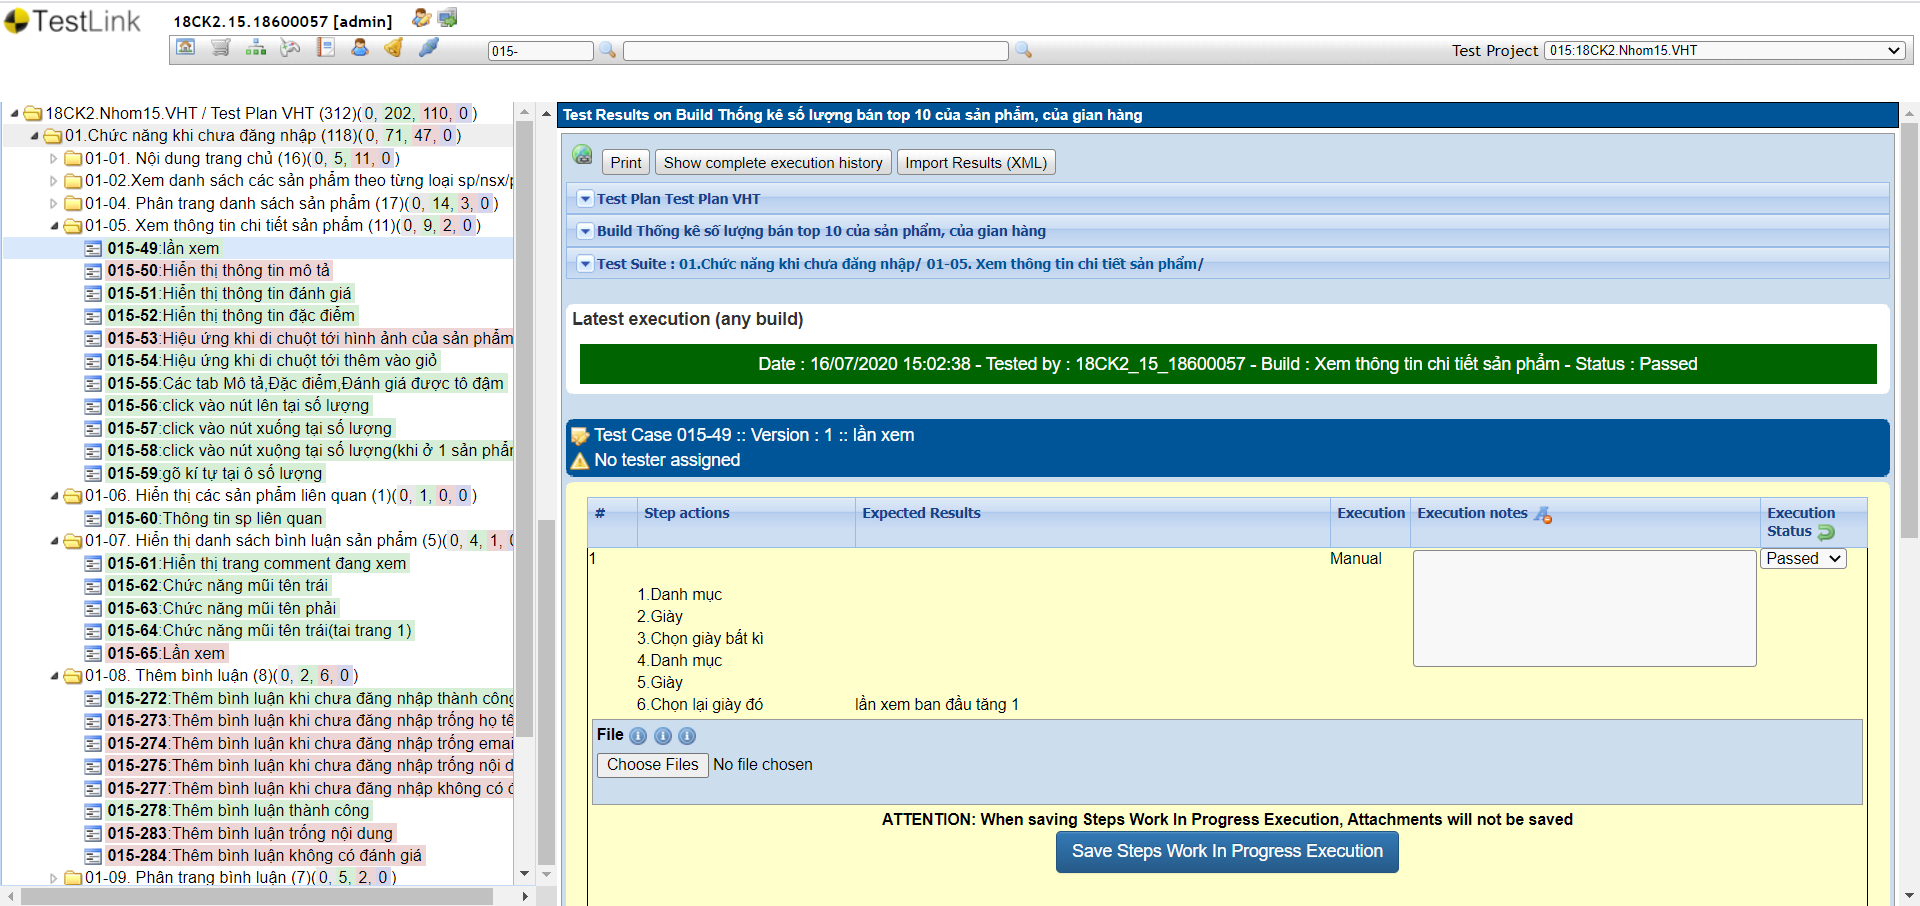 TestLink
18CK2.15.18600057 [admin]
015-
Test Project 015:18CK2.Nhom15.VHT
18CK2.Nhom15.VHT / Test Plan VHT (312)(0, 202, 110, 0)
01.Chức năng khi chưa đăng nhập (118)(0, 71, 47, 0)
01-01. Nội dung trang chủ (16)(0, 5, 11, 0)
01-02.Xem danh sách các sản phẩm theo từng loại sp/nsx/
01-04. Phân trang danh sách sản phẩm (17)(0, 14, 3, 0)
01-05. Xem thông tin chi tiết sản phẩm (11)(0, 9, 2, 0)
015-49:lần xem
015-50:Hiển thị thông tin mô tả
015-51:Hiển thị thông tin đánh giá
015-52:Hiển thị thông tin đặc điểm
015-53:Hiệu ứng khi di chuột tới hình ảnh của sản phẩm
015-54:Hiệu ứng khi di chuột tới thêm vào giỏ
015-55:Các tab Mô tả,Đặc điểm,Đánh giá được tô đậm
015-56:click vào nút lên tại số lượng
015-57:click vào nút xuống tại số lượng
015-58:click vào nút xuộng tại số lượng(khi ở 1 sản phẩm
015-59:gõ kí tự tại ô số lượng
01-06. Hiển thị các sản phẩm liên quan (1)(0, 1, 0, 0)
015-60:Thông tin sp liên quan
01-07. Hiển thị danh sách bình luận sản phẩm (5)(0, 4, 1, 0
015-61:Hiển thị trang comment đang xem
015-62:Chức năng mũi tên trái
015-63:Chức năng mũi tên phải
015-64:Chức năng mũi tên trái(tai trang 1)
015-65:Lần xem
01-08. Thêm bình luận (8)(0, 2, 6, 0)
015-272:Thêm bình luận khi chưa đăng nhập thành công
015-273:Thêm bình luận khi chưa đăng nhập trống họ tê
015-274:Thêm bình luận khi chưa đăng nhập trống emai
015-275:Thêm bình luận khi chưa đăng nhập trống nội d
015-277:Thêm bình luận khi chưa đăng nhập không có
015-278:Thêm bình luận thành công
015-283:Thêm bình luận trống nội dung
015-284:Thêm bình luận không có đánh giá
01-09. Phân trang bình luận (7)(0, 5, 2, 0)
Test Results on Build Thống kê số lượng bán top 10 của sản phẩm, của gian hàng
Print Show complete execution history Import Results (XML)
Test Plan Test Plan VHT
Build Thống kê số lượng bán top 10 của sản phẩm, của gian hàng
Test Suite : 01.Chức năng khi chưa đăng nhập/ 01-05. Xem thông tin chi tiết sản phẩm/
Latest execution (any build)
Date : 16/07/2020 15:02:38 - Tested by : 18CK2_15_18600057 - Build : Xem thông tin chi tiết sản phẩm - Status : Passed
Test Case 015-49 :: Version : 1 :: lần xem
No tester assigned
# Step actions Expected Results Execution Execution notes Execution Status
1 Manual Passed
1.Danh mục
2.Giày
3.Chọn giày bất kì
4.Danh mục
5.Giày
6.Chọn lại giày đó lần xem ban đầu tăng 1
File
Choose Files No file chosen
ATTENTION: When saving Steps Work In Progress Execution, Attachments will not be saved
Save Steps Work In Progress Execution